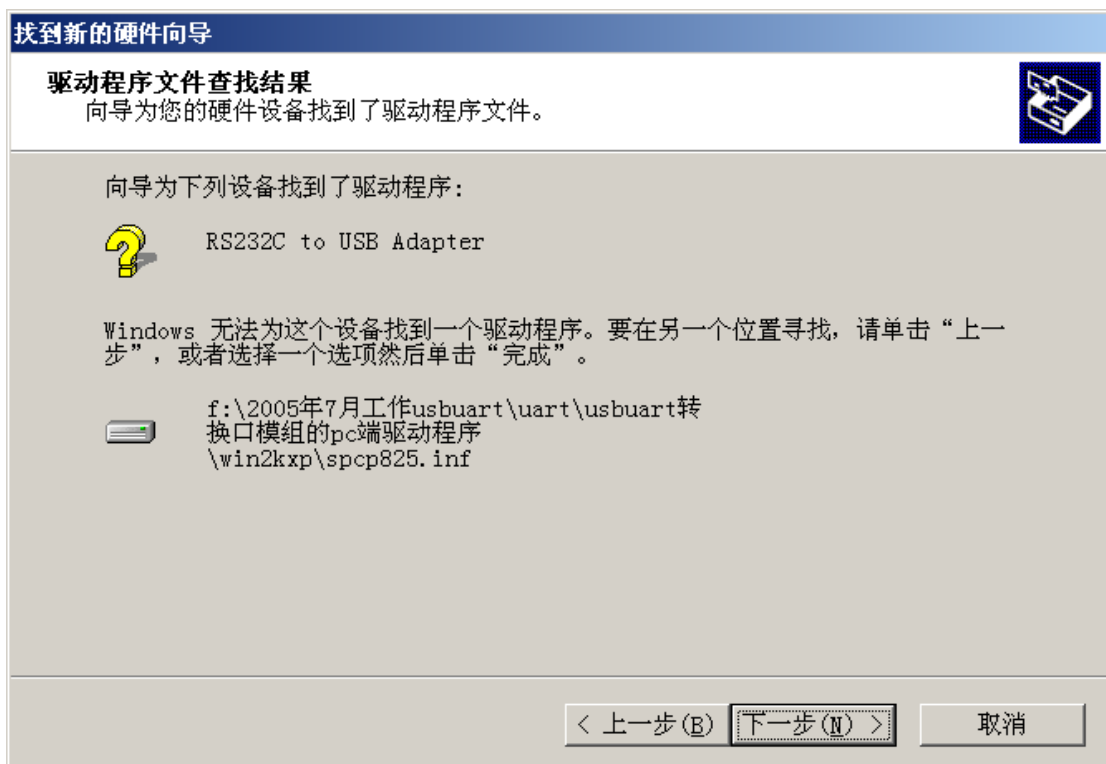 找到新的硬件向导
驱动程序文件查找结果
向导为您的硬件设备找到了驱动程序文件。
向导为下列设备找到了驱动程序:
RS232C to USB Adapter
Windows 无法为这个设备找到一个驱动程序。要在另一个位置寻找，请单击“上一
步”，或者选择一个选项然后单击“完成”。
f:\2005年7月工作usbuart\uart\usbuart转
换口模组的pc端驱动程序
\win2kxp\spcp825.inf
< 上一步(B) 下一步(N) > 取消